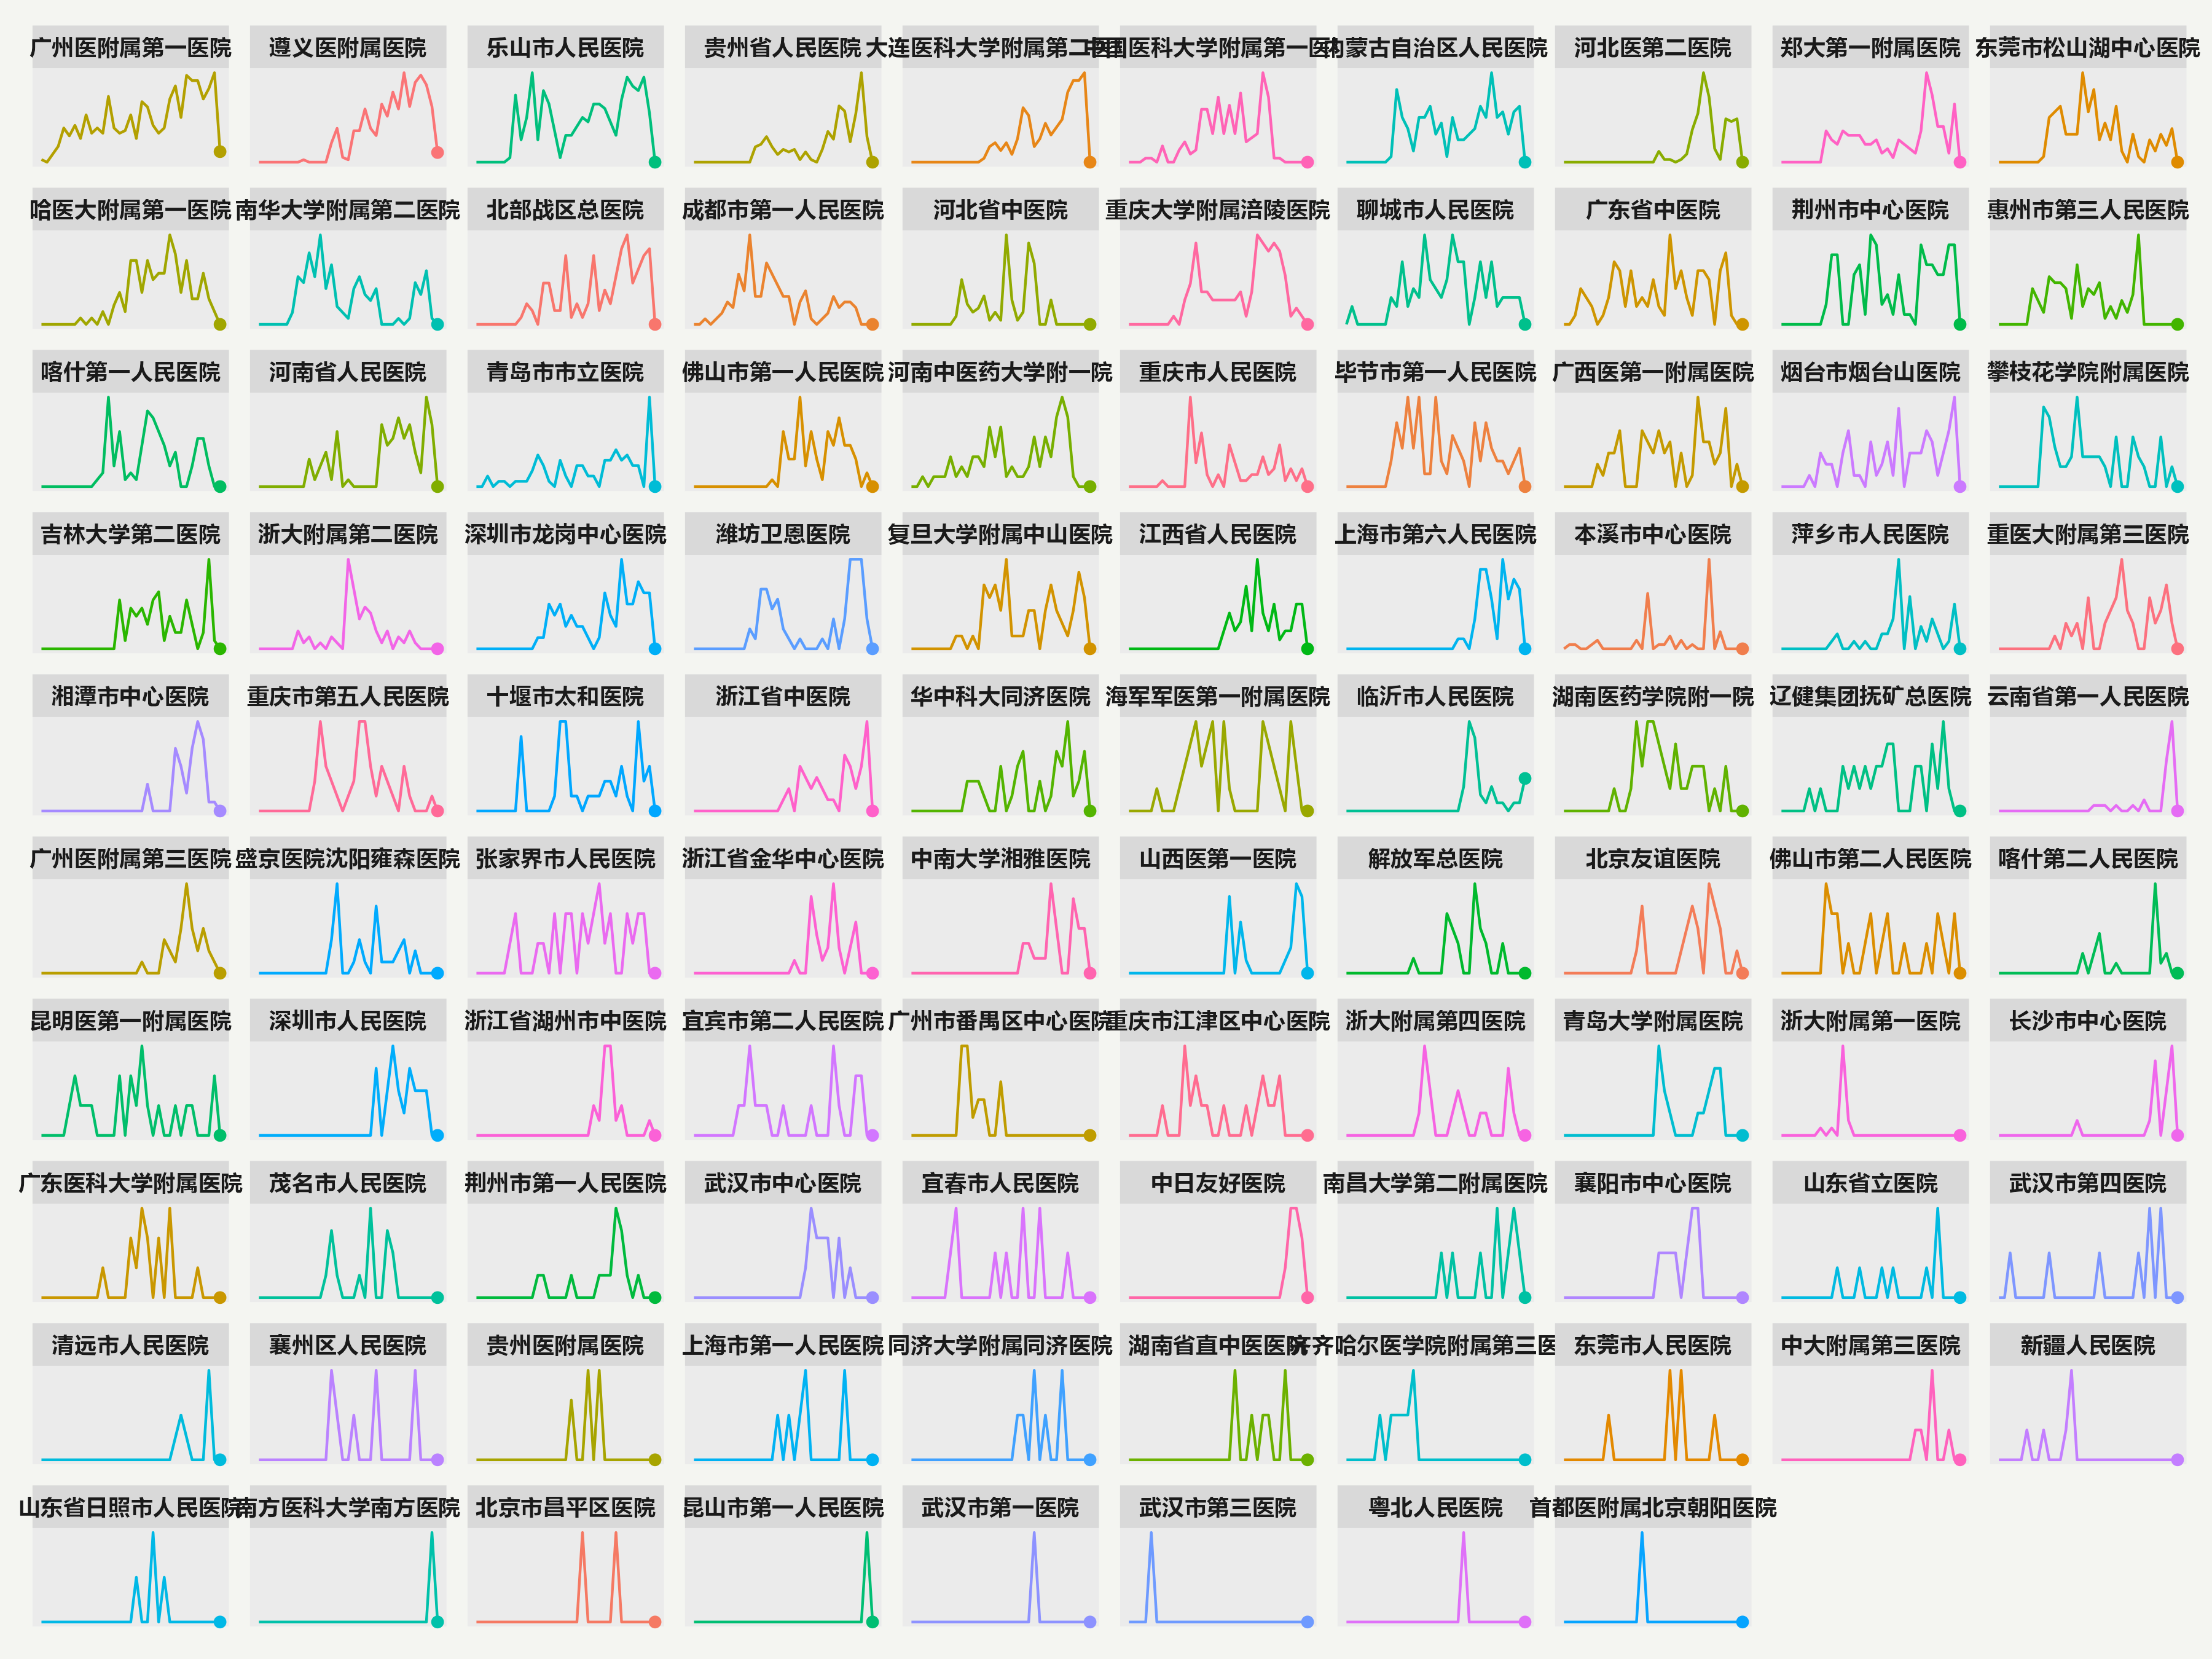 广州医附属第一医院
遵义医附属医院
乐山市人民医院
贵州省人民医院
大连医科大学附属第二医院
中国医科大学附属第一医院
内蒙古自治区人民医院
河北医第二医院
郑大第一附属医院
东莞市松山湖中心医院
哈医大附属第一医院
南华大学附属第二医院
北部战区总医院
成都市第一人民医院
河北省中医院
重庆大学附属涪陵医院
聊城市人民医院
广东省中医院
荆州市中心医院
惠州市第三人民医院
喀什第一人民医院
河南省人民医院
青岛市市立医院
佛山市第一人民医院
河南中医药大学附一院
重庆市人民医院
毕节市第一人民医院
广西医第一附属医院
烟台市烟台山医院
攀枝花学院附属医院
吉林大学第二医院
浙大附属第二医院
深圳市龙岗中心医院
潍坊卫恩医院
复旦大学附属中山医院
江西省人民医院
上海市第六人民医院
本溪市中心医院
萍乡市人民医院
重医大附属第三医院
湘潭市中心医院
重庆市第五人民医院
十堰市太和医院
浙江省中医院
华中科大同济医院
海军军医第一附属医院
临沂市人民医院
湖南医药学院附一院
辽健集团抚矿总医院
云南省第一人民医院
广州医附属第三医院
盛京医院沈阳雍森医院
张家界市人民医院
浙江省金华中心医院
中南大学湘雅医院
山西医第一医院
解放军总医院
北京友谊医院
佛山市第二人民医院
喀什第二人民医院
昆明医第一附属医院
深圳市人民医院
浙江省湖州市中医院
宜宾市第二人民医院
广州市番禺区中心医院
重庆市江津区中心医院
浙大附属第四医院
青岛大学附属医院
浙大附属第一医院
长沙市中心医院
广东医科大学附属医院
茂名市人民医院
荆州市第一人民医院
武汉市中心医院
宜春市人民医院
中日友好医院
南昌大学第二附属医院
襄阳市中心医院
山东省立医院
武汉市第四医院
清远市人民医院
襄州区人民医院
贵州医附属医院
上海市第一人民医院
同济大学附属同济医院
湖南省直中医医院
齐齐哈尔医学院附属第三医
东莞市人民医院
中大附属第三医院
新疆人民医院
山东省日照市人民医院
南方医科大学南方医院
北京市昌平区医院
昆山市第一人民医院
武汉市第一医院
武汉市第三医院
粤北人民医院
首都医附属北京朝阳医院